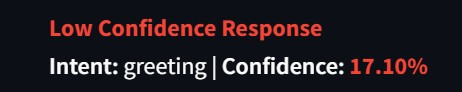 Low Confidence Response
Intent: greeting | Confidence: 17.10%